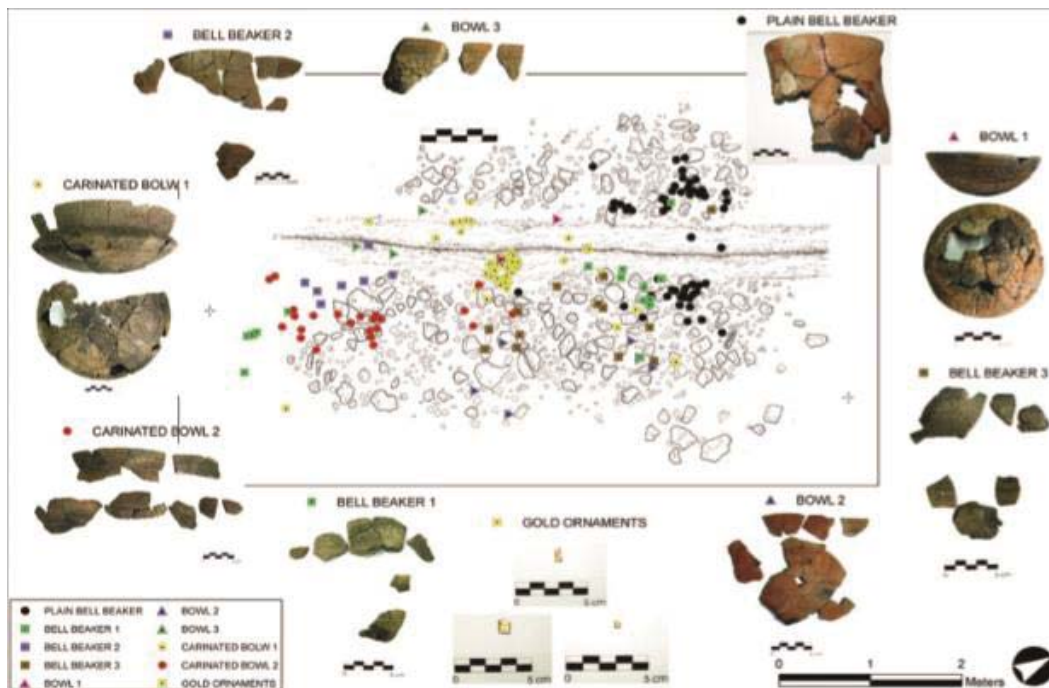 BELL BEAKER 2
BOWL 3
PLAIN BELL BEAKER
BOWL 1
CARINATED BOLW 1
BELL BEAKER 3
CARINATED BOWL 2
BELL BEAKER 1
GOLD ORNAMENTS
BOWL 2
0 5 cm
0 5 cm
0 5 cm
0 5 cm
PLAIN BELL BEAKER
BELL BEAKER 1
BELL BEAKER 2
BELL BEAKER 3
BOWL 1
BOWL 2
BOWL 3
CARINATED BOLW 1
CARINATED BOWL 2
GOLD ORNAMENTS
0 1 2
Meters